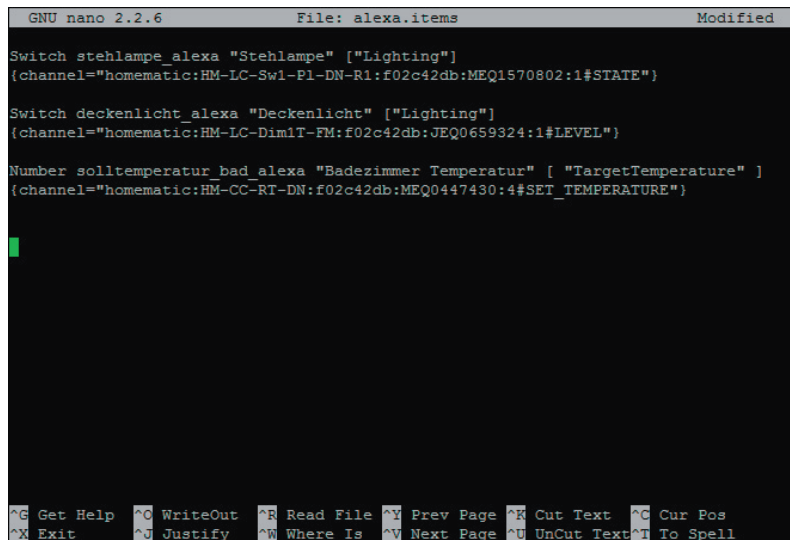 GNU nano 2.2.6 File: alexa.items Modified
Switch stehlampe_alexa "Stehlampe" ["Lighting"]
{channel="homematic:HM-LC-Sw1-Pl-DN-R1:f02c42db:MEQ1570802:1#STATE"}
Switch deckenlicht_alexa "Deckenlicht" ["Lighting"]
{channel="homematic:HM-LC-Dim1T-FM:f02c42db:JEQ0659324:1#LEVEL"}
Number solltemperatur_bad_alexa "Badezimmer Temperatur" [ "TargetTemperature" ]
{channel="homematic:HM-CC-RT-DN:f02c42db:MEQ0447430:4#SET_TEMPERATURE"}
^G Get Help ^O WriteOut ^R Read File ^Y Prev Page ^K Cut Text ^C Cur Pos
^X Exit ^J Justify ^W Where Is ^V Next Page ^U UnCut Text ^T To Spell